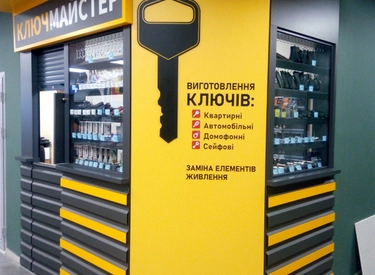 КЛЮЧМАЙСТЕР
ВИГОТОВЛЕННЯ
КЛЮЧІВ:
Квартирні
Автомобільні
Домофонні
Сейфові
ЗАМІНА ЕЛЕМЕНТІВ
ЖИВЛЕННЯ